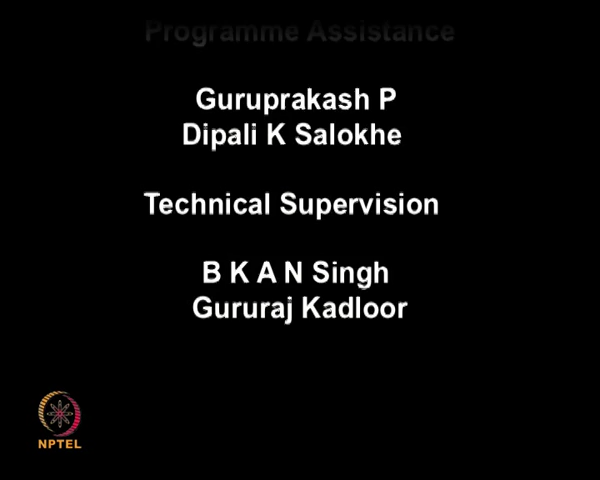 Programme Assistance
Guruprakash P
Dipali K Salokhe
Technical Supervision
B K A N Singh
Gururaj Kadloor
NPTEL